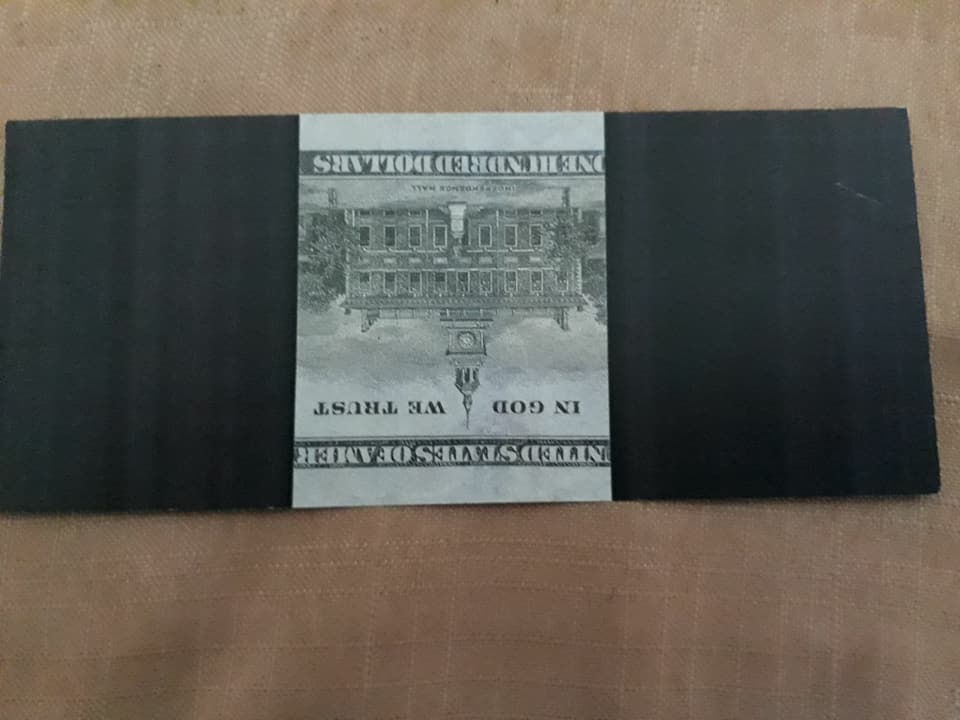 NITED STATES OF AMER
IN GOD WE TRUST
INDEPENDENCE HALL
ONE HUNDRED DOLLARS